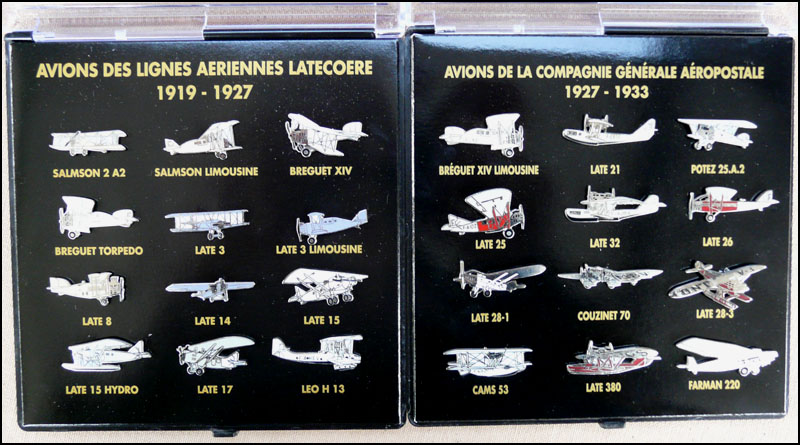 AVIONS DES LIGNES AERIENNES LATECOERE
1919 - 1927
SALMSON 2 A2
SALMSON LIMOUSINE
BREGUET XIV
BREGUET TORPEDO
LATE 3
LATE 3 LIMOUSINE
LATE 8
LATE 14
LATE 15
LATE 15 HYDRO
LATE 17
LEO H 13
AVIONS DE LA COMPAGNIE GÉNÉRALE AÉROPOSTALE
1927 - 1933
BRÉGUET XIV LIMOUSINE
LATE 21
POTEZ 25.A.2
LATE 25
LATE 32
LATE 26
LATE 28-1
COUZINET 70
LATE 28-3
CAMS 53
LATE 380
FARMAN 220